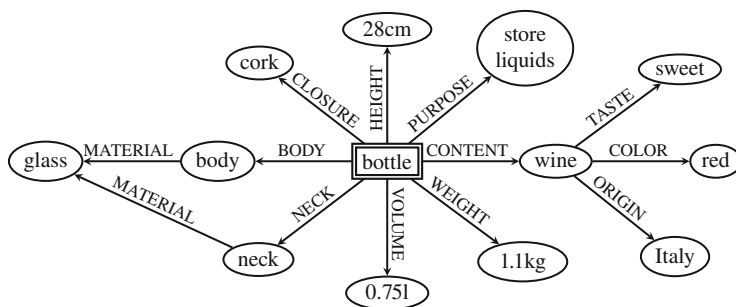 28cm
store
liquids
cork
sweet
CLOSURE
HEIGHT
PURPOSE
TASTE
glass
MATERIAL
body
BODY
bottle
CONTENT
wine
COLOR
red
MATERIAL
NECK
VOLUME
WEIGHT
ORIGIN
neck
1.1kg
Italy
0.75l